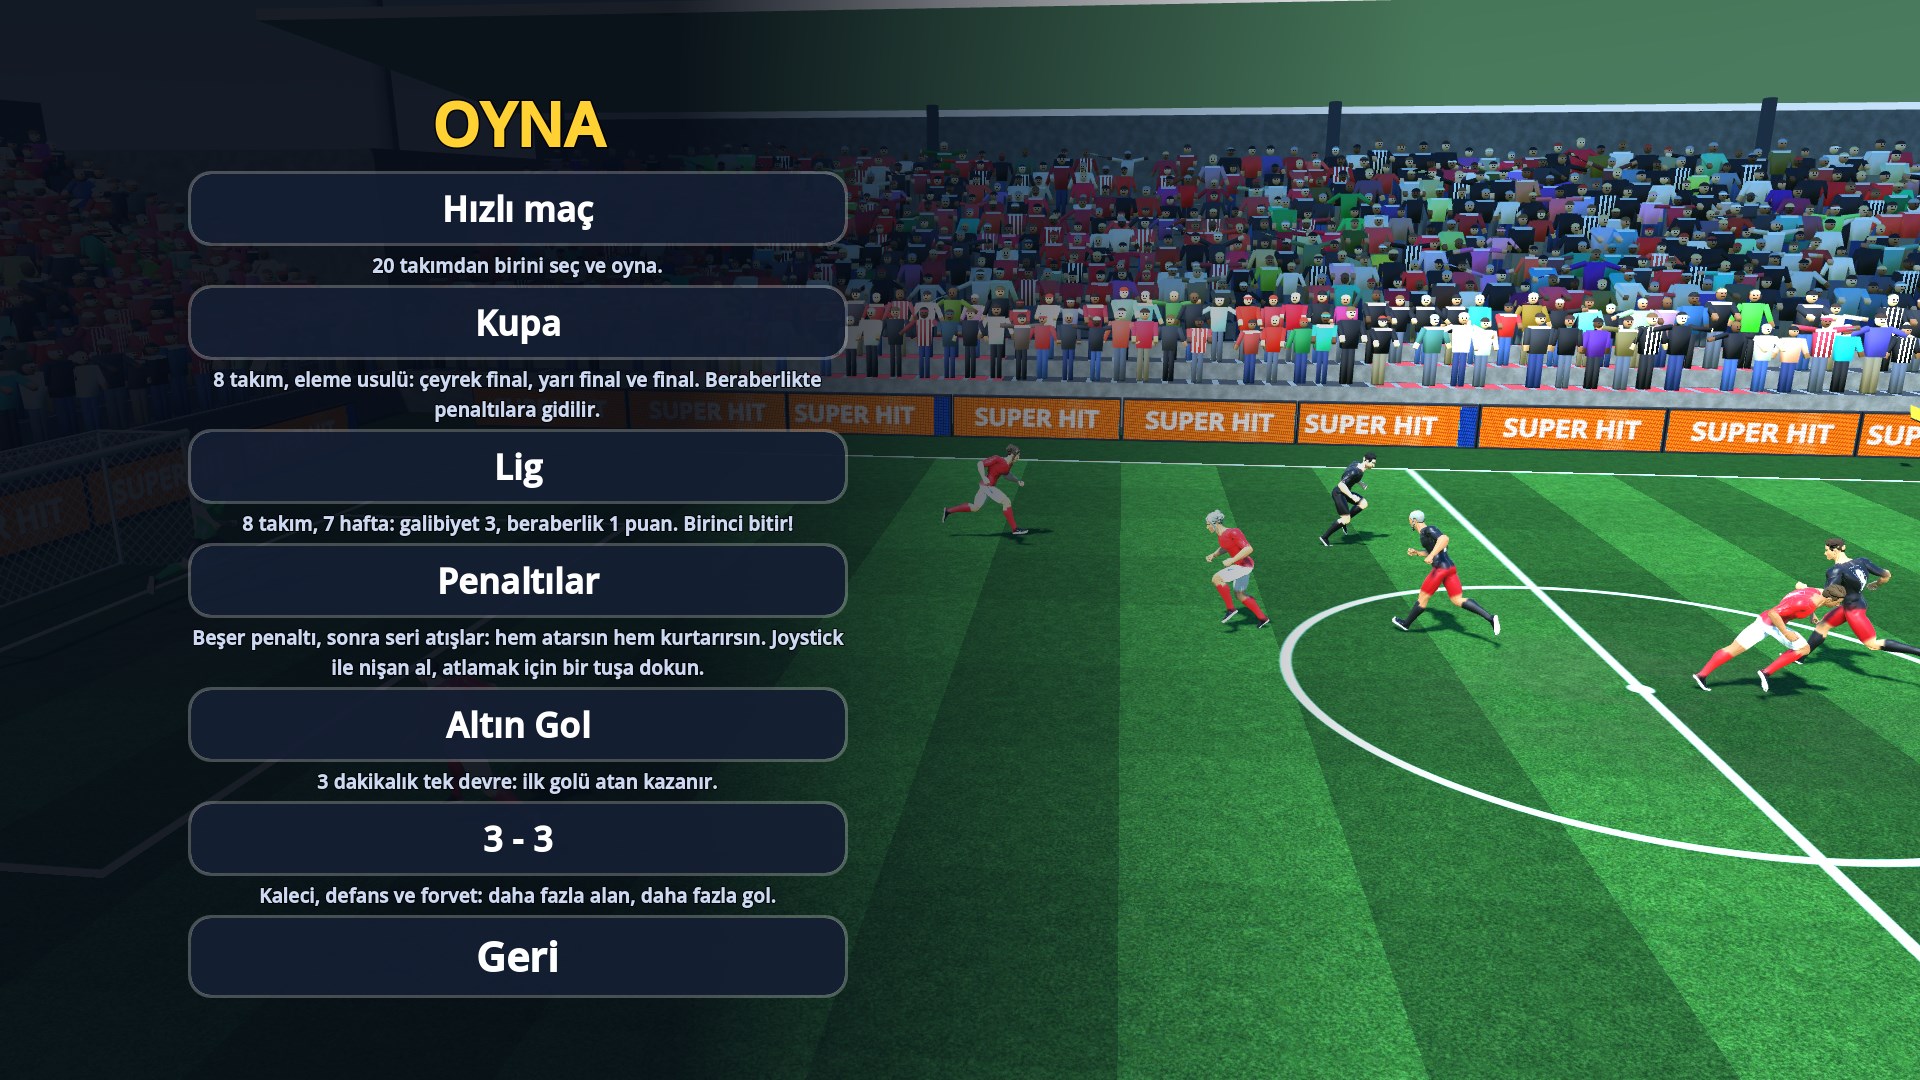 OYNA
Hızlı maç
20 takımdan birini seç ve oyna.
Kupa
8 takım, eleme usulü: çeyrek final, yarı final ve final. Beraberlikte
penaltılara gidilir.
Lig
8 takım, 7 hafta: galibiyet 3, beraberlik 1 puan. Birinci bitir!
Penaltılar
Beşer penaltı, sonra seri atışlar: hem atarsın hem kurtarırsın. Joystick
ile nişan al, atlamak için bir tuşa dokun.
Altın Gol
3 dakikalık tek devre: ilk golü atan kazanır.
3 - 3
Kaleci, defans ve forvet: daha fazla alan, daha fazla gol.
Geri
SUPER HIT SUPER HIT SUPER HIT SUPER HIT SUPER HIT SUPER HIT SUPER HIT SUP
HIT SUPER